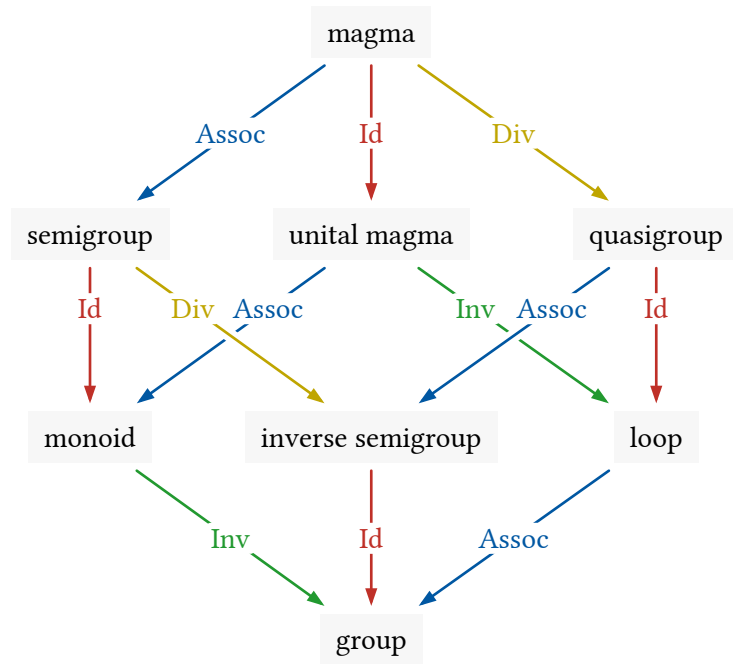 magma
Assoc
Id
Div
semigroup
unital magma
quasigroup
Id
Div
Assoc
Inv
Assoc
Id
monoid
inverse semigroup
loop
Inv
Id
Assoc
group